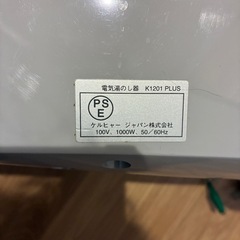 電気湯のし器 K1201 PLUS
PS
E
ケルヒャー ジャパン株式会社
100V, 1000W, 50/60Hz